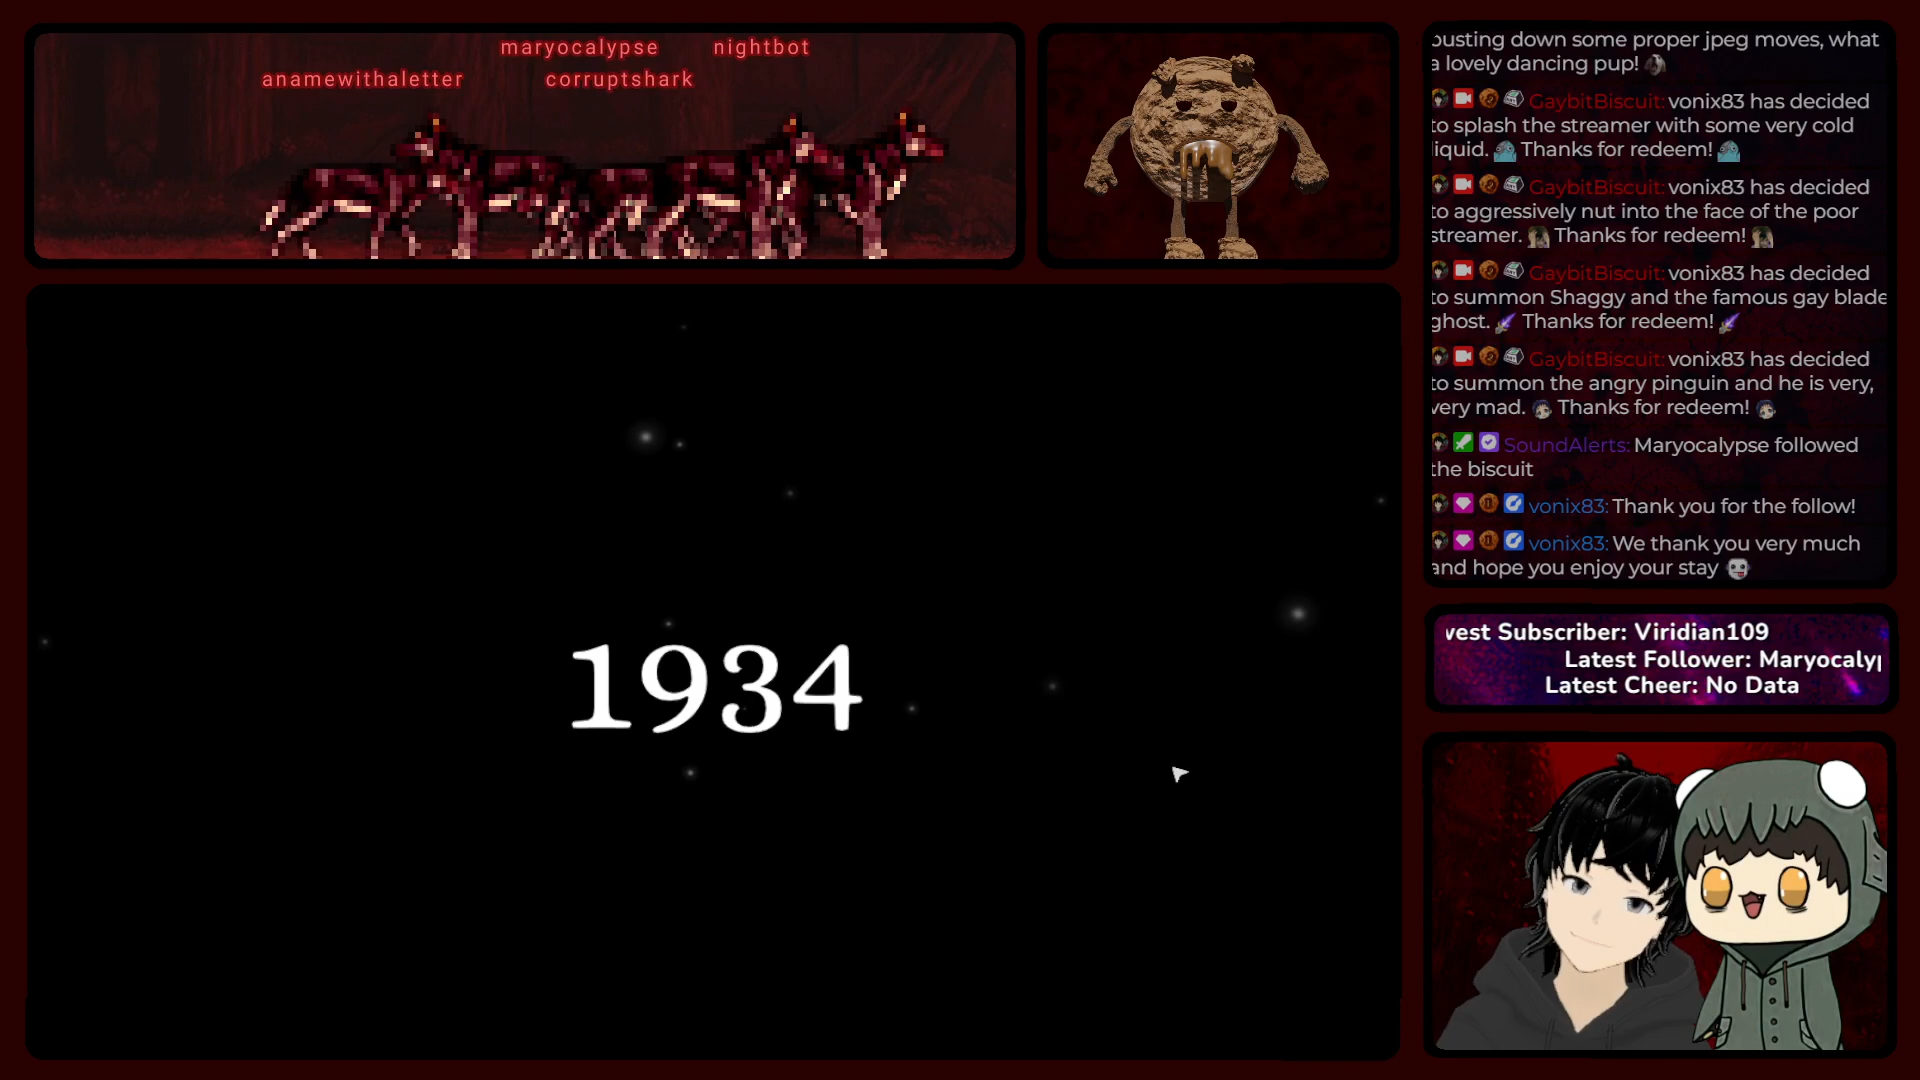 maryocalypse nightbot
anamewithaletter corruptshark
1934
busting down some proper jpeg moves, what
a lovely dancing pup!
GaybitBiscuit: vonix83 has decided
to splash the streamer with some very cold
liquid. Thanks for redeem!
GaybitBiscuit: vonix83 has decided
to aggressively nut into the face of the poor
streamer. Thanks for redeem!
GaybitBiscuit: vonix83 has decided
to summon Shaggy and the famous gay blade
ghost. Thanks for redeem!
GaybitBiscuit: vonix83 has decided
to summon the angry pinguin and he is very,
very mad. Thanks for redeem!
SoundAlerts: Maryocalypse followed
the biscuit
vonix83: Thank you for the follow!
vonix83: We thank you very much
and hope you enjoy your stay
west Subscriber: Viridian109
Latest Follower: Maryocalyp
Latest Cheer: No Data